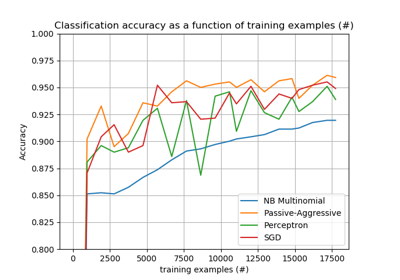 Classification accuracy as a function of training examples (#)
1.000
0.975
0.950
0.925
0.900
0.875
0.850
0.825
0.800
Accuracy
NB Multinomial
Passive-Aggressive
Perceptron
SGD
0 2500 5000 7500 10000 12500 15000 17500
training examples (#)